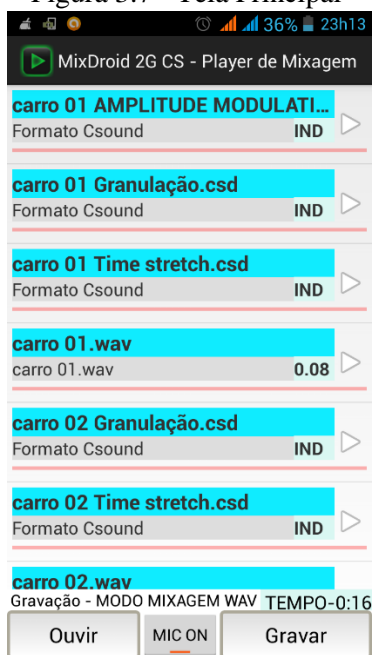 Figura 3.7 - Tela Principal
36% 23h13
MixDroid 2G CS - Player de Mixagem
carro 01 AMPLITUDE MODULATI...
Formato Csound IND
carro 01 Granulação.csd
Formato Csound IND
carro 01 Time stretch.csd
Formato Csound IND
carro 01.wav
carro 01.wav 0.08
carro 02 Granulação.csd
Formato Csound IND
carro 02 Time stretch.csd
Formato Csound IND
carro 02.wav
Gravação - MODO MIXAGEM WAV TEMPO-0:16
Ouvir MIC ON Gravar